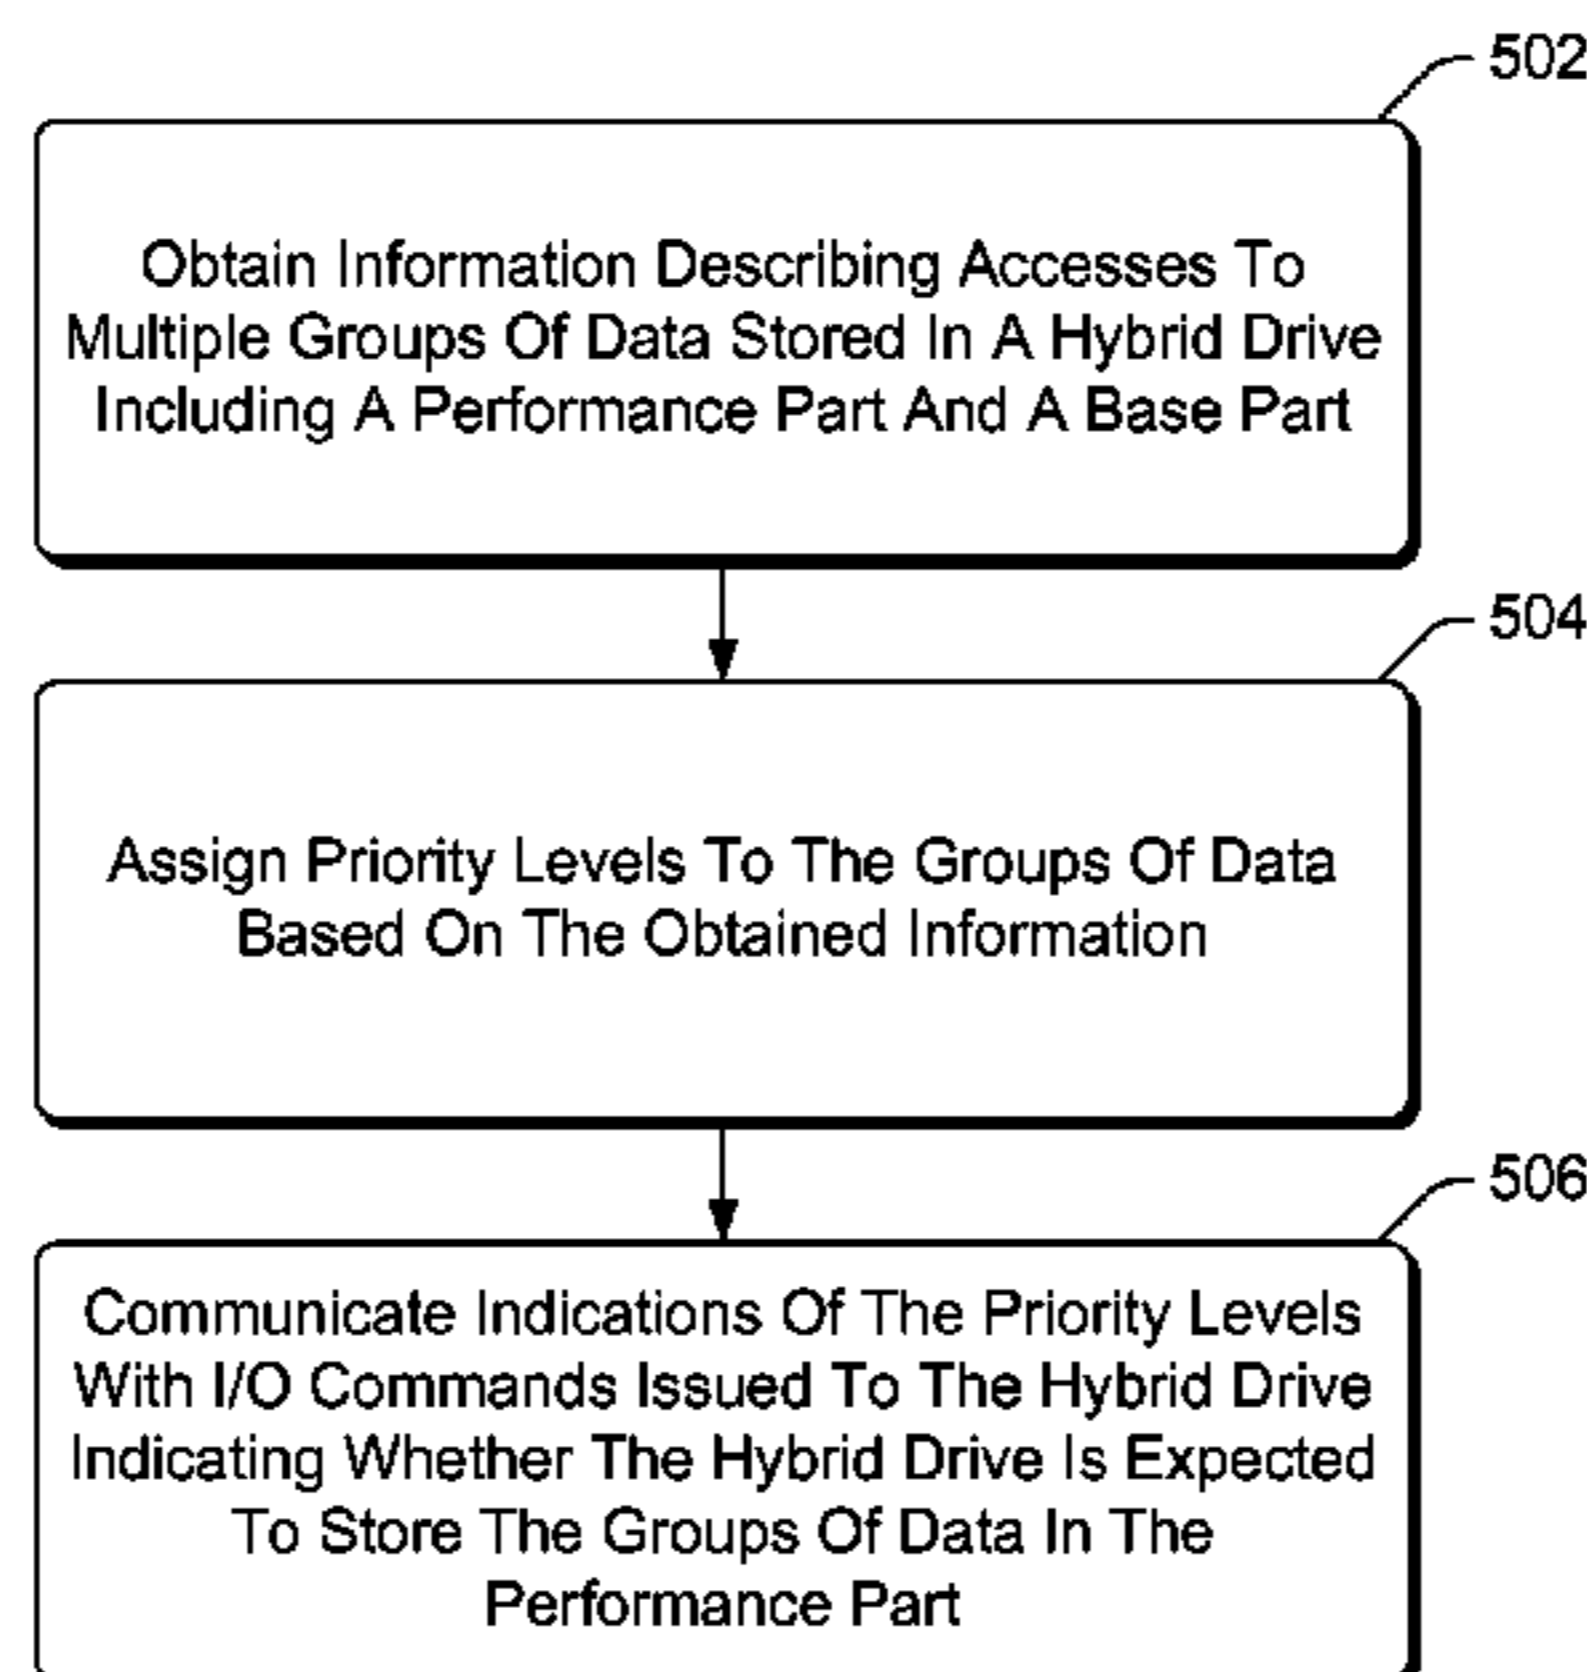 502
Obtain Information Describing Accesses To
Multiple Groups Of Data Stored In A Hybrid Drive
Including A Performance Part And A Base Part
504
Assign Priority Levels To The Groups Of Data
Based On The Obtained Information
506
Communicate Indications Of The Priority Levels
With I/O Commands Issued To The Hybrid Drive
Indicating Whether The Hybrid Drive Is Expected
To Store The Groups Of Data In The
Performance Part